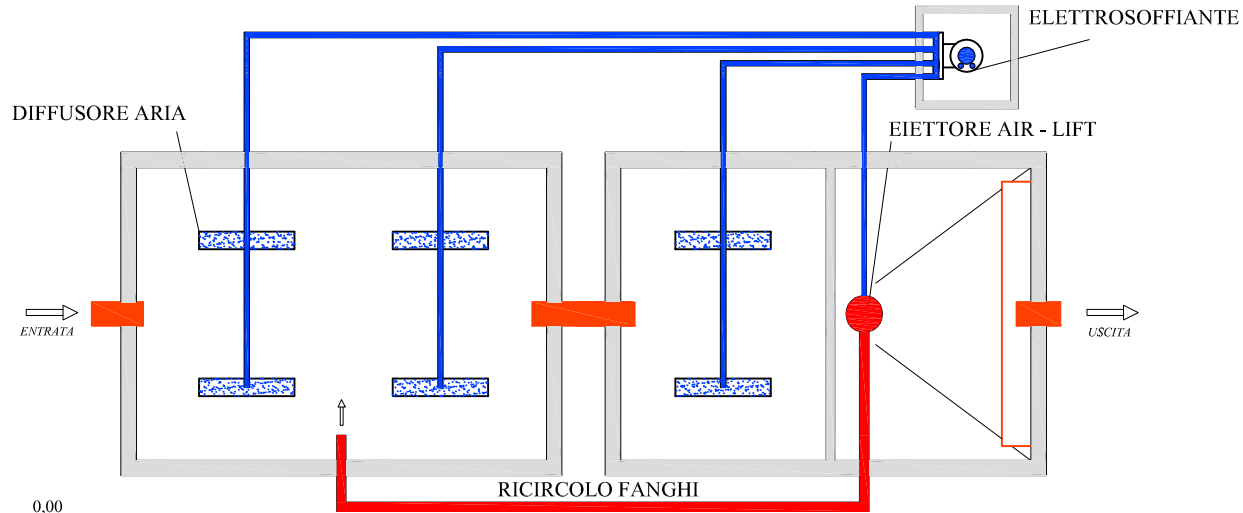 ELETTROSOFFIANTE
DIFFUSORE ARIA
EIETTORE AIR - LIFT
ENTRATA
USCITA
RICIRCOLO FANGHI
0,00